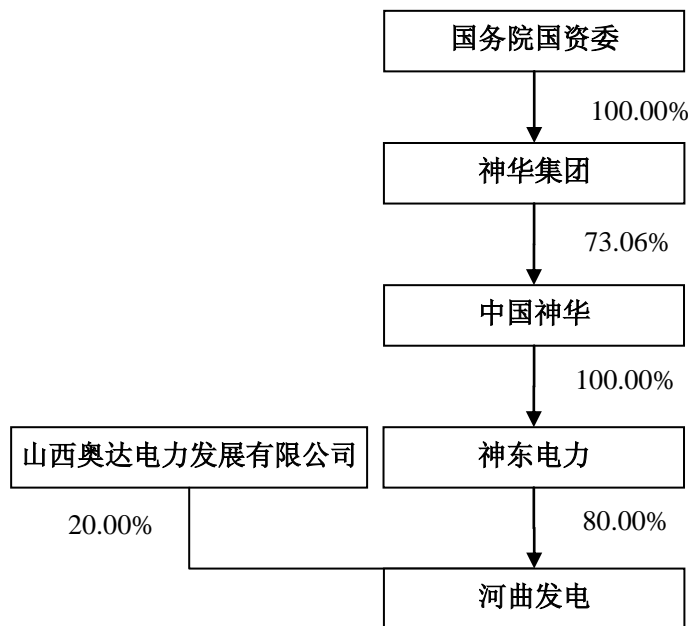 国务院国资委
100.00%
神华集团
73.06%
中国神华
100.00%
山西奥达电力发展有限公司
神东电力
20.00%
80.00%
河曲发电